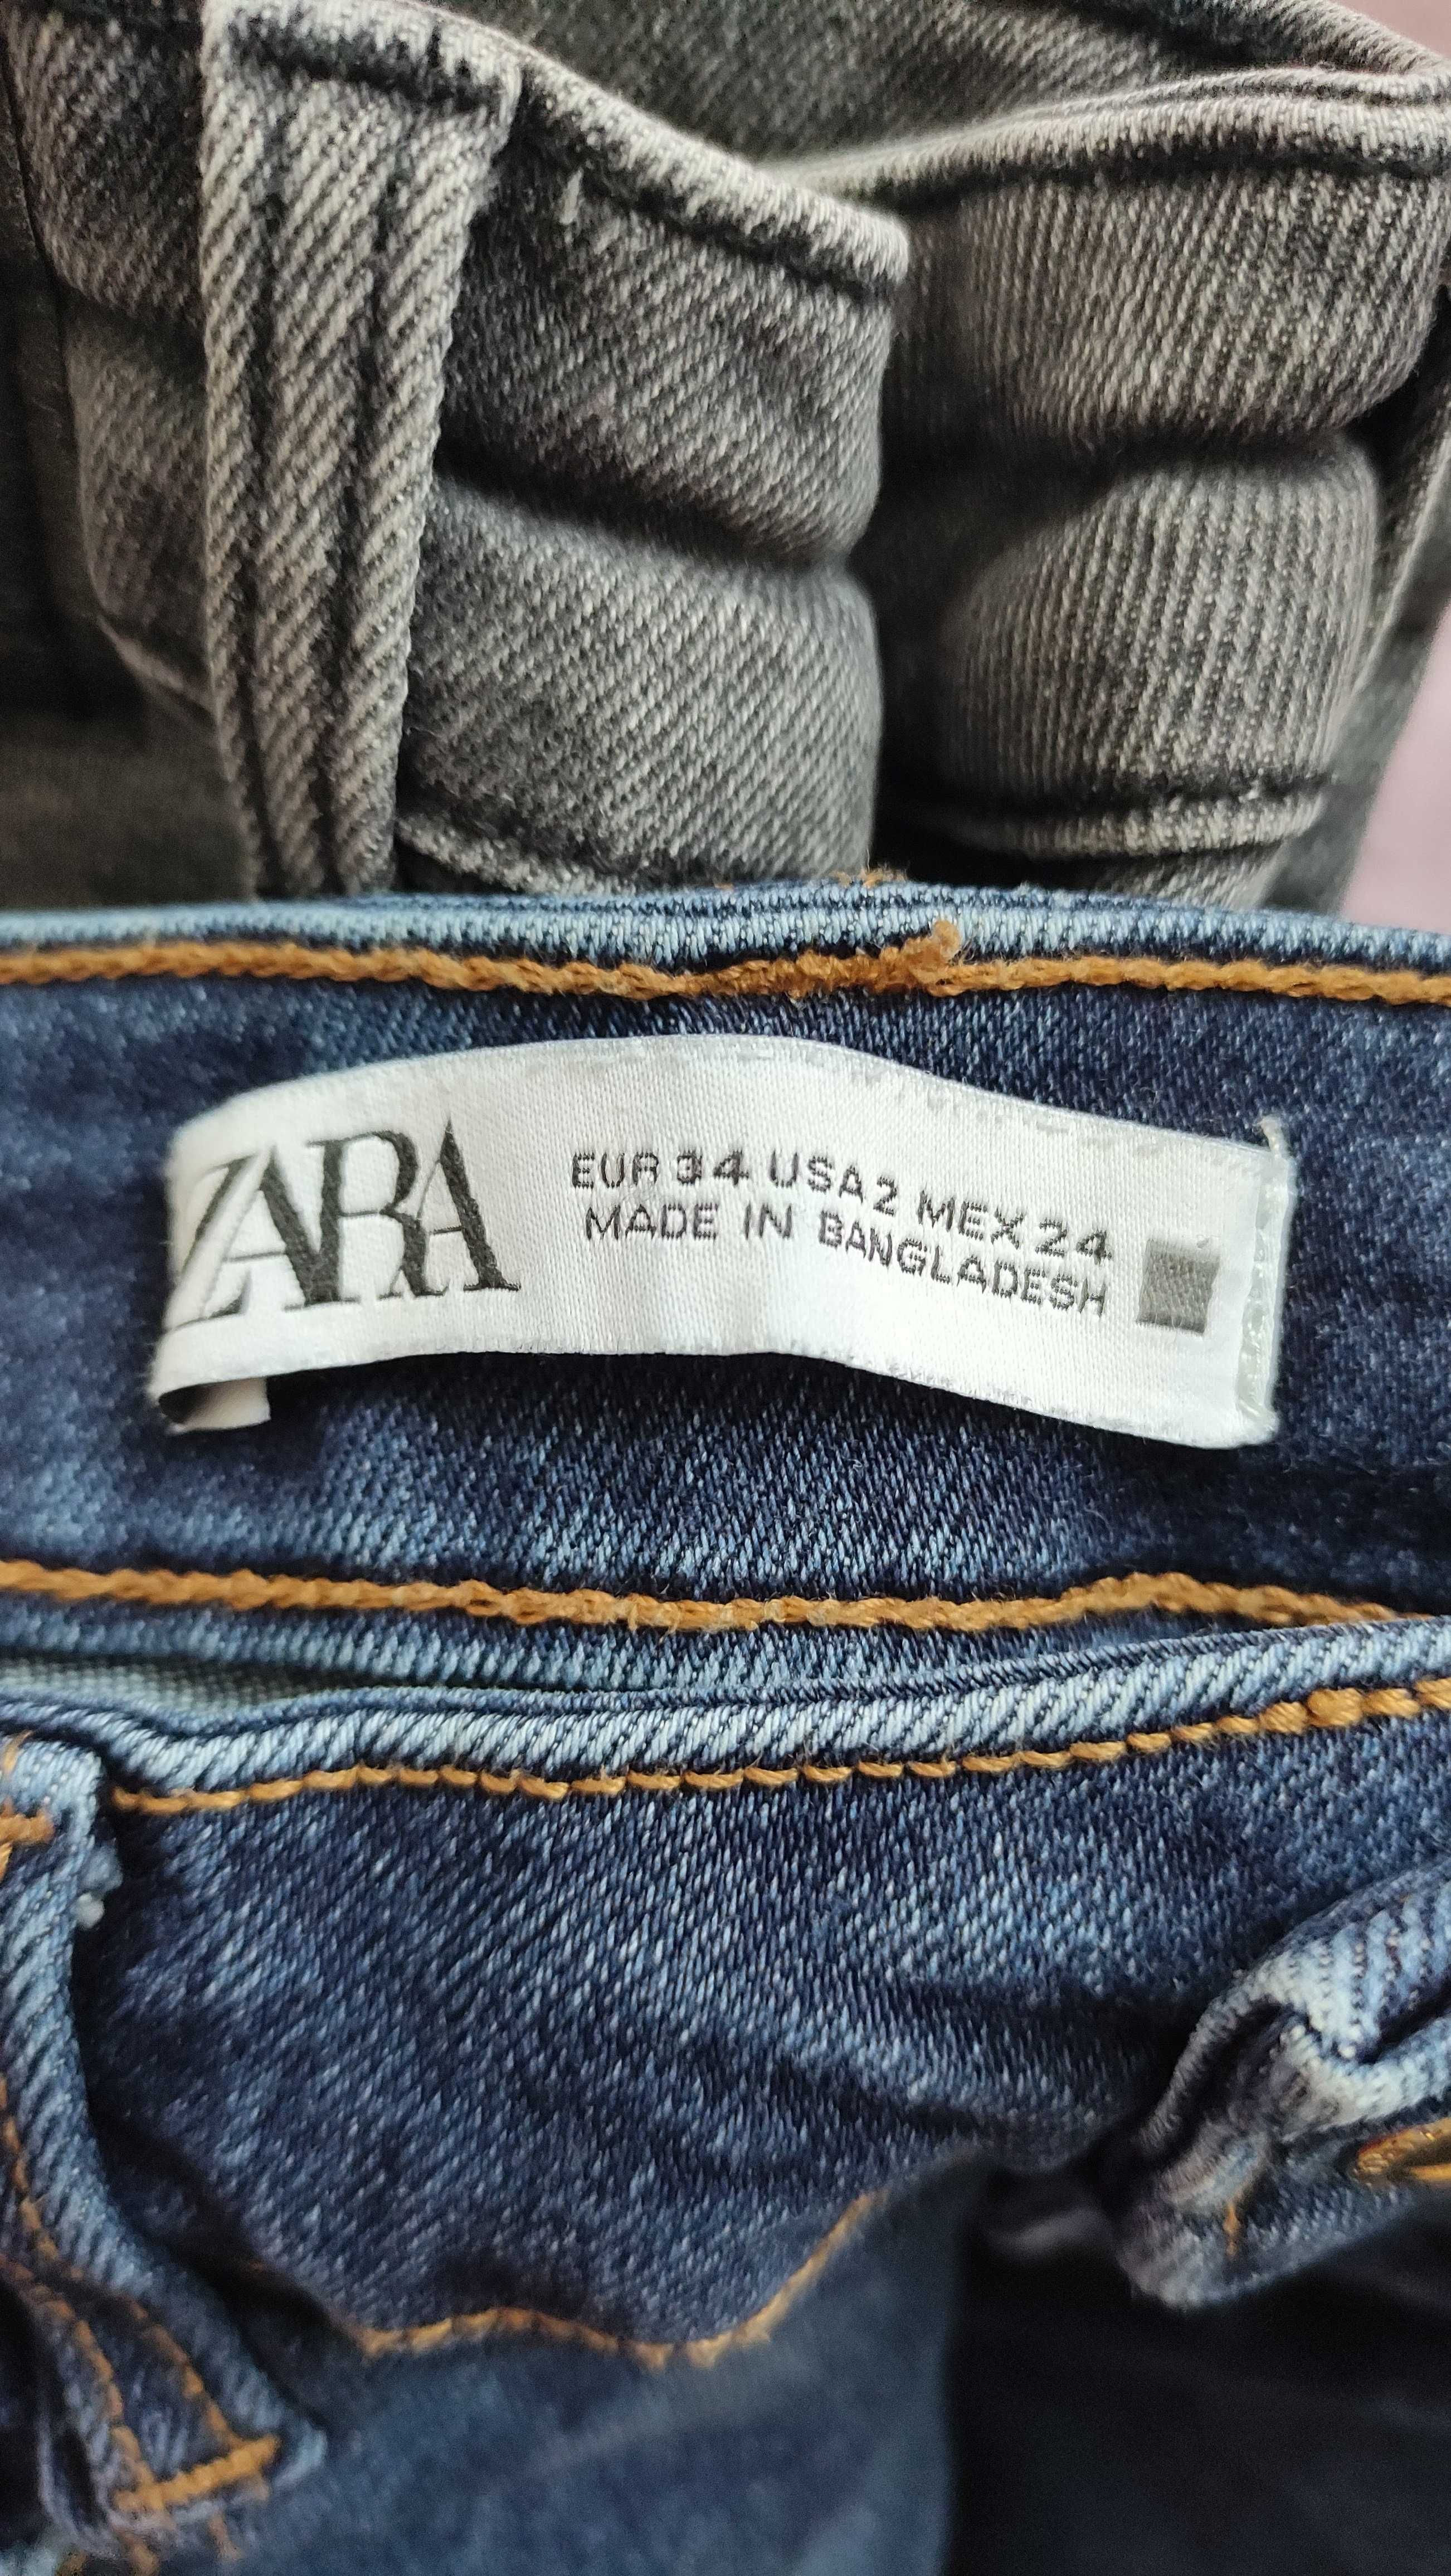 ZARA
EUR 34 USA 2 MEX 24
MADE IN BANGLADESH